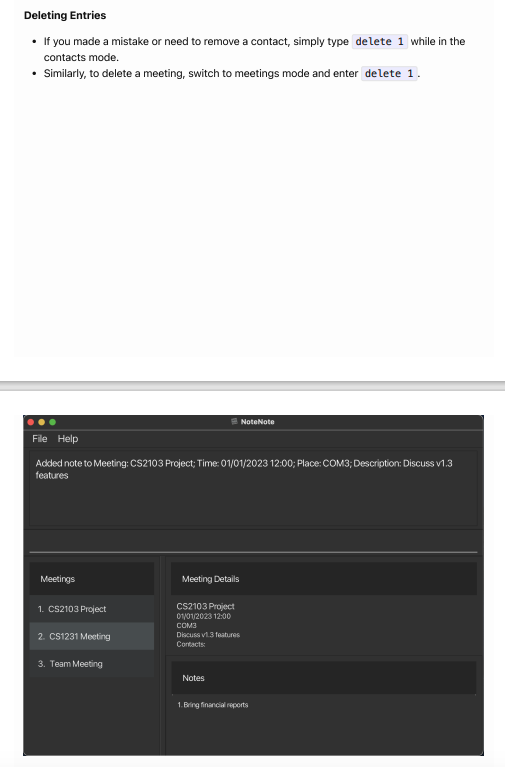 Deleting Entries
• If you made a mistake or need to remove a contact, simply type delete 1 while in the
contacts mode.
• Similarly, to delete a meeting, switch to meetings mode and enter delete 1.
NoteNote
File Help
Added note to Meeting: CS2103 Project; Time: 01/01/2023 12:00; Place: COM3; Description: Discuss v1.3
features
Meetings
1. CS2103 Project
2. CS1231 Meeting
3. Team Meeting
Meeting Details
CS2103 Project
01/01/2023 12:00
COM3
Discuss v1.3 features
Contacts:
Notes
1. Bring financial reports